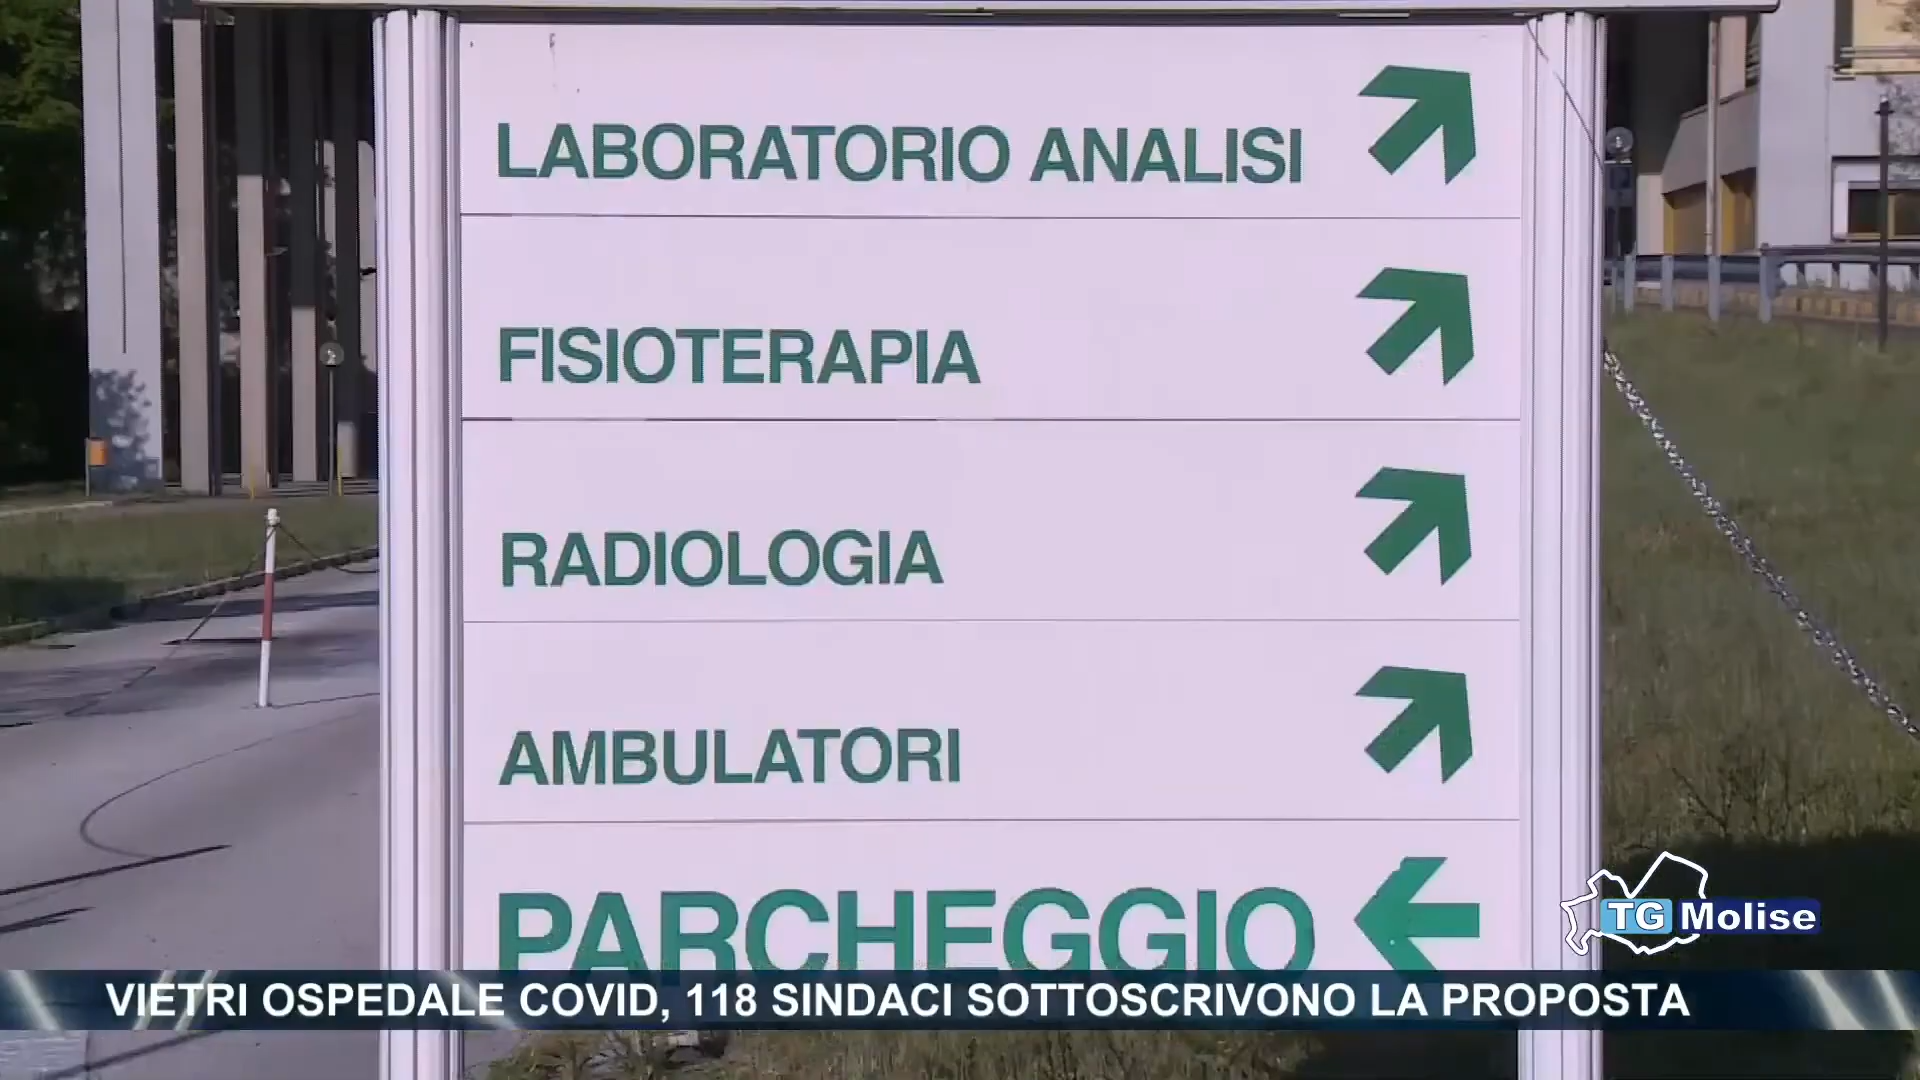 LABORATORIO ANALISI
FISIOTERAPIA
RADIOLOGIA
AMBULATORI
PARCHEGGIO
TG Molise
VIETRI OSPEDALE COVID, 118 SINDACI SOTTOSCRIVONO LA PROPOSTA